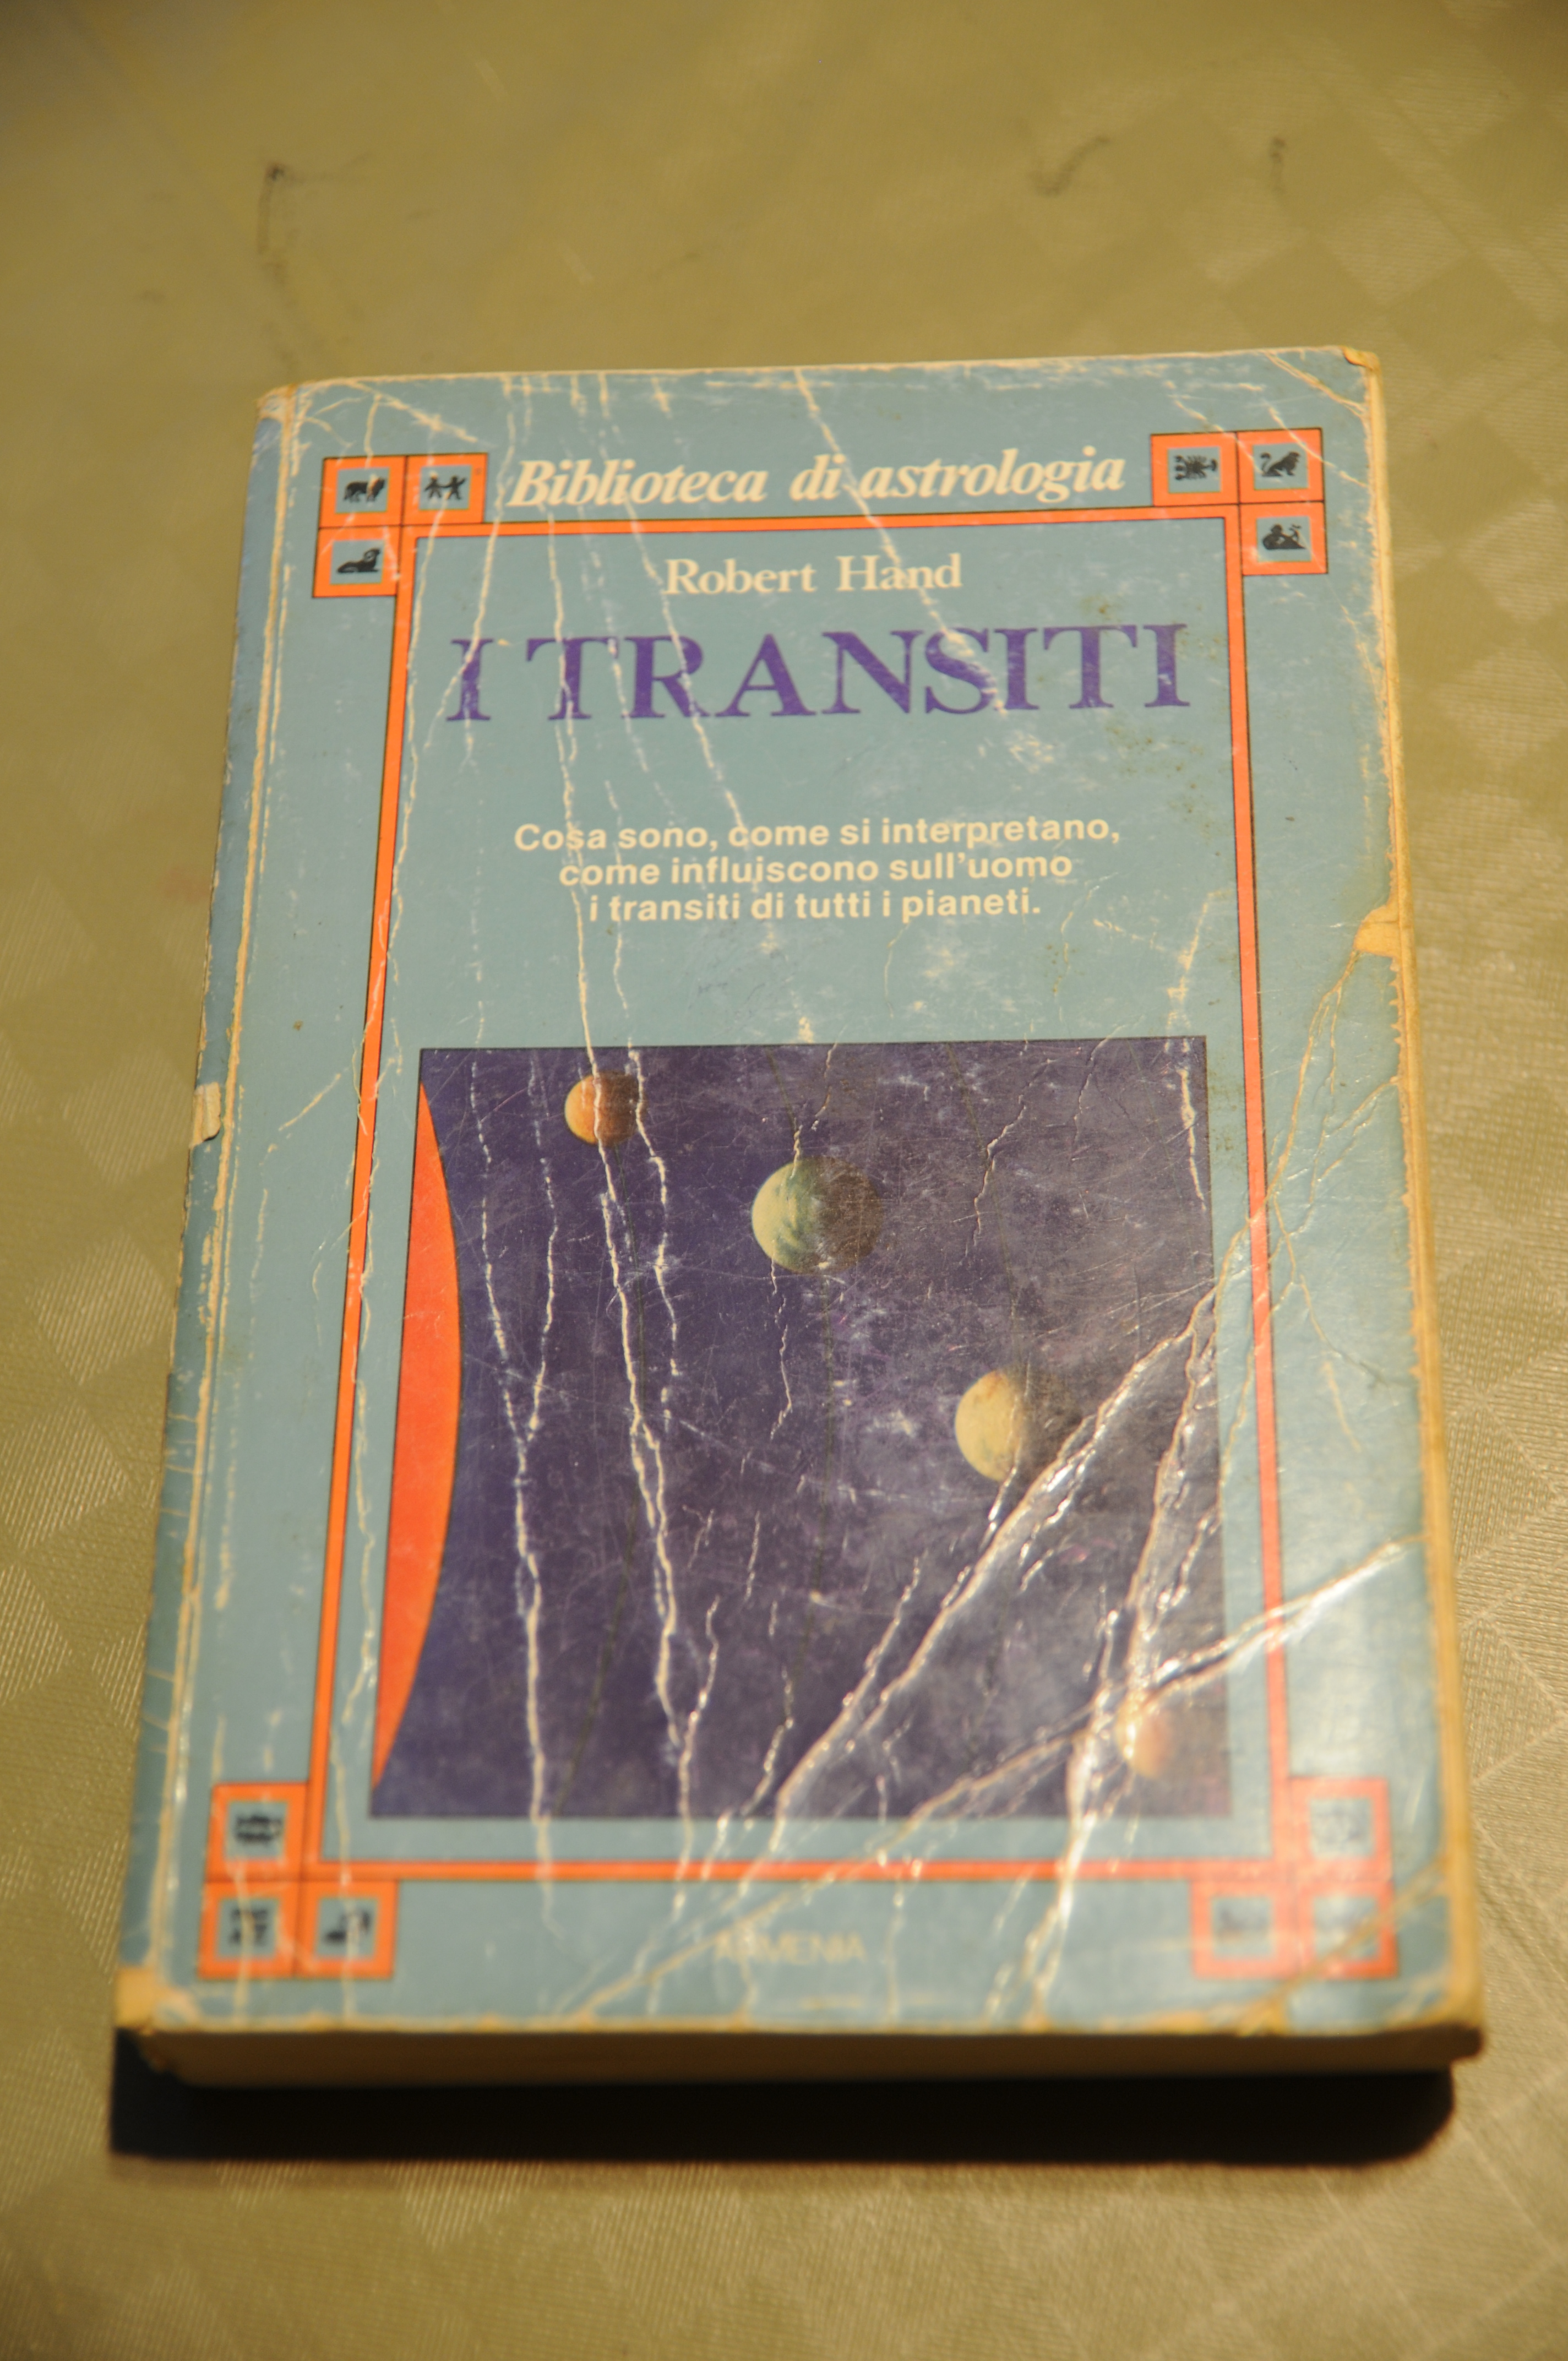 Biblioteca di astrologia
Robert Hand
I TRANSITI
Cosa sono, come si interpretano,
come influiscono sull'uomo
i transiti di tutti i pianeti.
ARMENIA